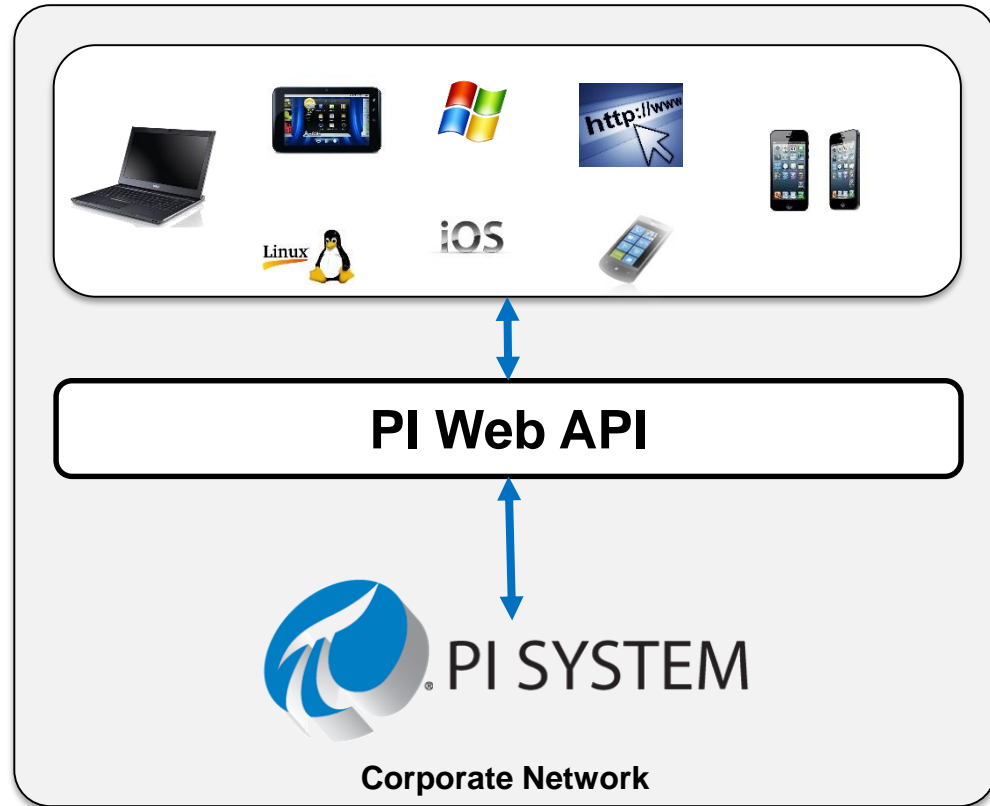 http://www
Linux
iOS
PI Web API
® PI SYSTEM
Corporate Network